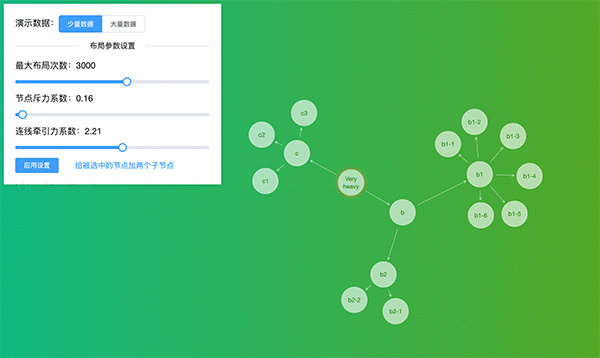 演示数据: 少量数据 大量数据
布局参数设置
最大布局次数: 3000
节点斥力系数: 0.16
连线牵引力系数: 2.21
应用设置 给被选中的节点加两个子节点
c3
c2
c
c1
Very
heavy
b
b1-2
b1-3
b1-1
b1
b1-4
b1-6
b1-5
b2
b2-2
b2-1